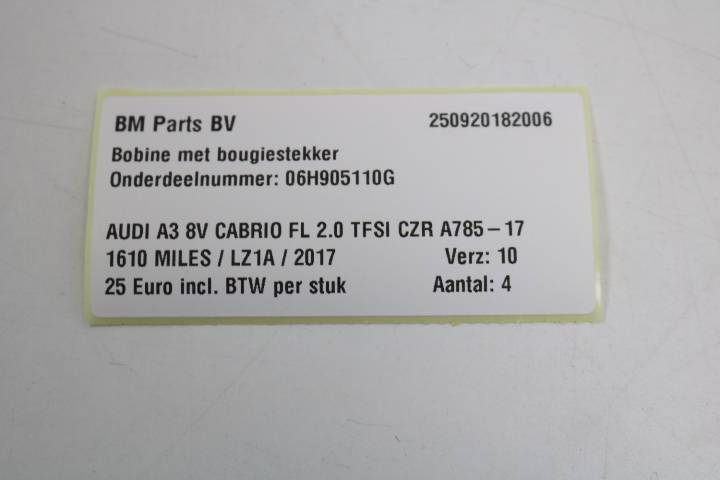 BM Parts BV 250920182006
Bobine met bougiestekker
Onderdeelnummer: 06H905110G
AUDI A3 8V CABRIO FL 2.0 TFSI CZR A785-17
1610 MILES / LZ1A / 2017 Verz: 10
25 Euro incl. BTW per stuk Aantal: 4